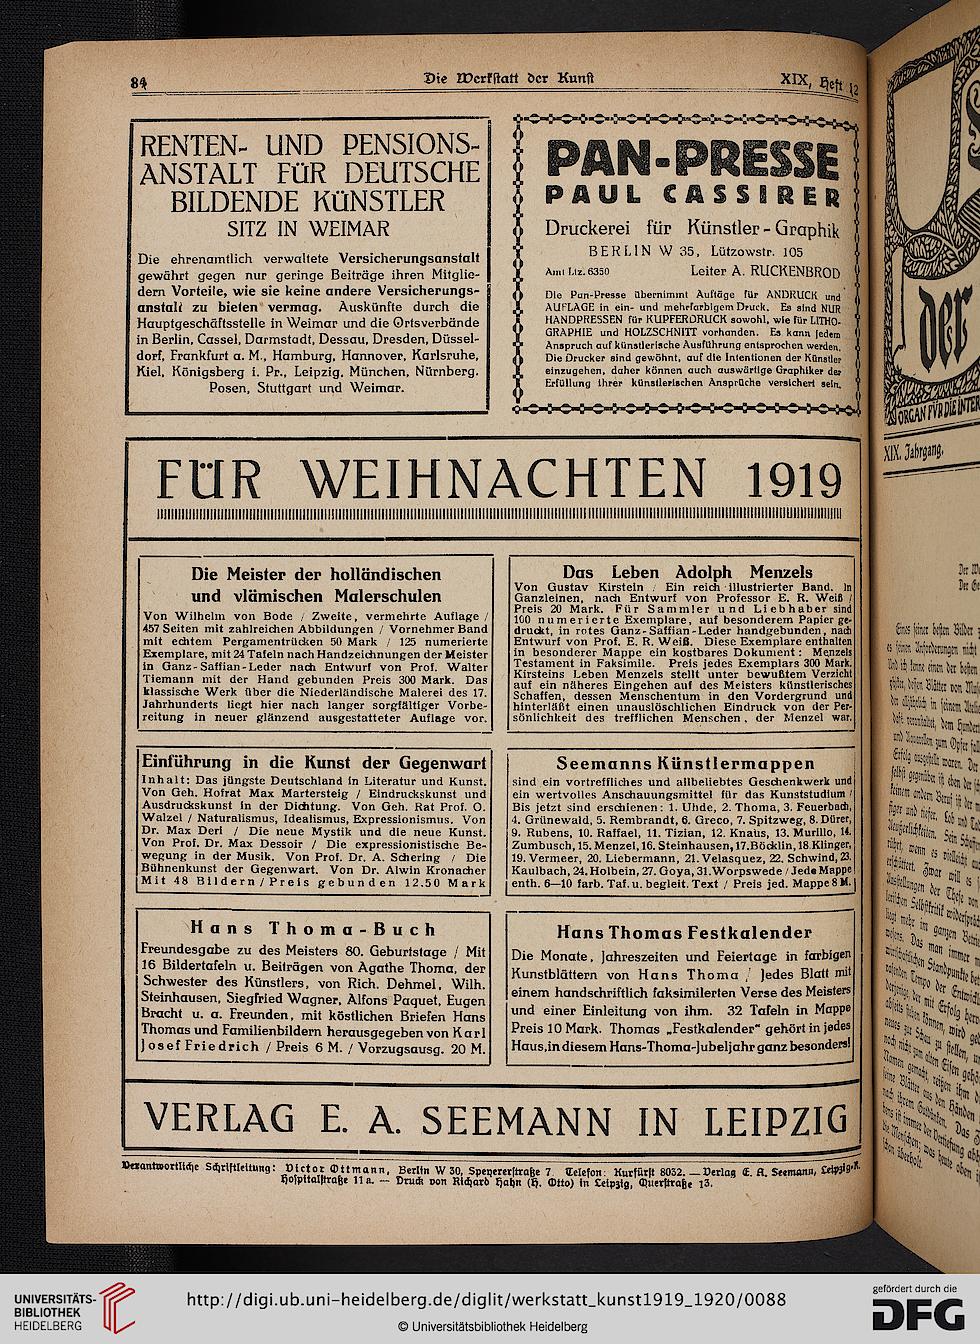 84
Die Werkstatt der Kunst
XIX, Heft 12
RENTEN- UND PENSIONS-
ANSTALT FÜR DEUTSCHE
BILDENDE KÜNSTLER
SITZ IN WEIMAR
Die ehrenamtlich verwaltete Versicherungsanstalt
gewährt gegen nur geringe Beiträge ihren Mitglie-
dern Vorteile, wie sie keine andere Versicherungs-
anstalt zu bieten vermag. Auskünfte durch die
Hauptgeschäftsstelle in Weimar und die Ortsverbände
in Berlin, Cassel, Darmstadt, Dessau, Dresden, Düssel-
dorf, Frankfurt a. M., Hamburg, Hannover, Karlsruhe,
Kiel, Königsberg i. Pr., Leipzig, München, Nürnberg,
Posen, Stuttgart und Weimar.
PAN-PRESSE
PAUL CASSIRER
Druckerei für Künstler-Graphik
BERLIN W 35, Lützowstr. 105
Amt Ltz. 6350 Leiter A. RUCKENBROD
Die Pan-Presse übernimmt Aufträge für ANDRUCK und
AUFLAGE in ein- und mehrfarbigem Druck. Es sind NUR
HANDPRESSEN für KUPFERDRUCK sowohl, wie für LITHO-
GRAPHIE und HOLZSCHNITT vorhanden. Es kann jedem
Anspruch auf künstlerische Ausführung entsprochen werden.
Die Drucker sind gewöhnt, auf die Intentionen der Künstler
einzugehen, daher können auch auswärtige Graphiker der
Erfüllung ihrer künstlerischen Ansprüche versichert sein.
FÜR WEIHNACHTEN 1919
Die Meister der holländischen
und vlämischen Malerschulen
Von Wilhelm von Bode / Zweite, vermehrte Auflage /
457 Seiten mit zahlreichen Abbildungen / Vornehmer Band
mit echtem Pergamentrücken 50 Mark / 125 numerierte
Exemplare, mit 24 Tafeln nach Handzeichnungen der Meister
in Ganz-Saffian-Leder nach Entwurf von Prof. Walter
Tiemann mit der Hand gebunden Preis 300 Mark. Das
klassische Werk über die Niederländische Malerei des 17.
Jahrhunderts liegt hier nach langer sorgfältiger Vorbe-
reitung in neuer glänzend ausgestatteter Auflage vor.
Das Leben Adolph Menzels
Von Gustav Kirstein / Ein reich illustrierter Band. In
Ganzleinen, nach Entwurf von Professor E. R. Weiß /
Preis 20 Mark. Für Sammler und Liebhaber sind
100 numerierte Exemplare, auf besonderem Papier ge-
druckt, in rotes Ganz-Saffian-Leder handgebunden, nach
Entwurf von Prof. E. R. Weiß. Diese Exemplare enthalten
in besonderer Mappe ein kostbares Dokument: Menzels
Testament in Faksimile. Preis jedes Exemplars 300 Mark.
Kirsteins Leben Menzels stellt unter bewußtem Verzicht
auf ein näheres Eingehen auf des Meisters künstlerisches
Schaffen, dessen Menschentum in den Vordergrund und
hinterläßt einen unauslöschlichen Eindruck von der Per-
sönlichkeit des trefflichen Menschen, der Menzel war.
Einführung in die Kunst der Gegenwart
Inhalt: Das jüngste Deutschland in Literatur und Kunst.
Von Geh. Hofrat Max Martersteig / Eindruckskunst und
Ausdruckskunst in der Dichtung. Von Geh. Rat Prof. O.
Walzel / Naturalismus, Idealismus, Expressionismus. Von
Dr. Max Deri / Die neue Mystik und die neue Kunst.
Von Prof. Dr. Max Dessoir / Die expressionistische Be-
wegung in der Musik. Von Prof. Dr. A. Schering / Die
Bühnenkunst der Gegenwart. Von Dr. Alwin Kronacher
Mit 48 Bildern / Preis gebunden 12.50 Mark
Seemanns Künstlermappen
sind ein vortreffliches und allbeliebtes Geschenkwerk und
ein wertvolles Anschauungsmittel für das Kunststudium /
Bis jetzt sind erschienen: 1. Uhde, 2. Thoma, 3. Feuerbach,
4. Grünewald, 5. Rembrandt, 6. Greco, 7. Spitzweg, 8. Dürer,
9. Rubens, 10. Raffael, 11. Tizian, 12. Knaus, 13. Murillo, 14.
Zumbusch, 15. Menzel, 16. Steinhausen, 17. Böcklin, 18. Klinger,
19. Vermeer, 20. Liebermann, 21. Velasquez, 22. Schwind, 23.
Kaulbach, 24. Holbein, 27. Goya, 31. Worpswede / Jede Mappe
enth. 6—10 farb. Taf. u. begleit. Text / Preis jed. Mappe 8 M.
Hans Thoma-Buch
Freundesgabe zu des Meisters 80. Geburtstage / Mit
16 Bildertafeln u. Beiträgen von Agathe Thoma, der
Schwester des Künstlers, von Rich. Dehmel, Wilh.
Steinhausen, Siegfried Wagner, Alfons Paquet, Eugen
Bracht u. a. Freunden, mit köstlichen Briefen Hans
Thomas und Familienbildern herausgegeben von Karl
Josef Friedrich / Preis 6 M. / Vorzugsausg. 20 M.
Hans Thomas Festkalender
Die Monate, Jahreszeiten und Feiertage in farbigen
Kunstblättern von Hans Thoma / Jedes Blatt mit
einem handschriftlich faksimilerten Verse des Meisters
und einer Einleitung von ihm. 32 Tafeln in Mappe
Preis 10 Mark. Thomas „Festkalender“ gehört in jedes
Haus, in diesem Hans-Thoma-Jubeljahr ganz besonders!
VERLAG E. A. SEEMANN IN LEIPZIG
Verantwortliche Schriftleitung: Victor Ottmann, Berlin W 30, Speyererstraße 7. Telefon: Kurfürst 8032. — Verlag E. A. Seemann, Leipzig-R.
Hospitalstraße 11a. — Druck von Richard Hahn (H. Otto) in Leipzig, Querstraße 13.
der
ORGAN FÜR DIE INTER
XIX. Jahrgang.
UNIVERSITÄTS-
BIBLIOTHEK
HEIDELBERG
http://digi.ub.uni-heidelberg.de/diglit/werkstatt_kunst1919_1920/0088
© Universitätsbibliothek Heidelberg
gefördert durch die
DFG